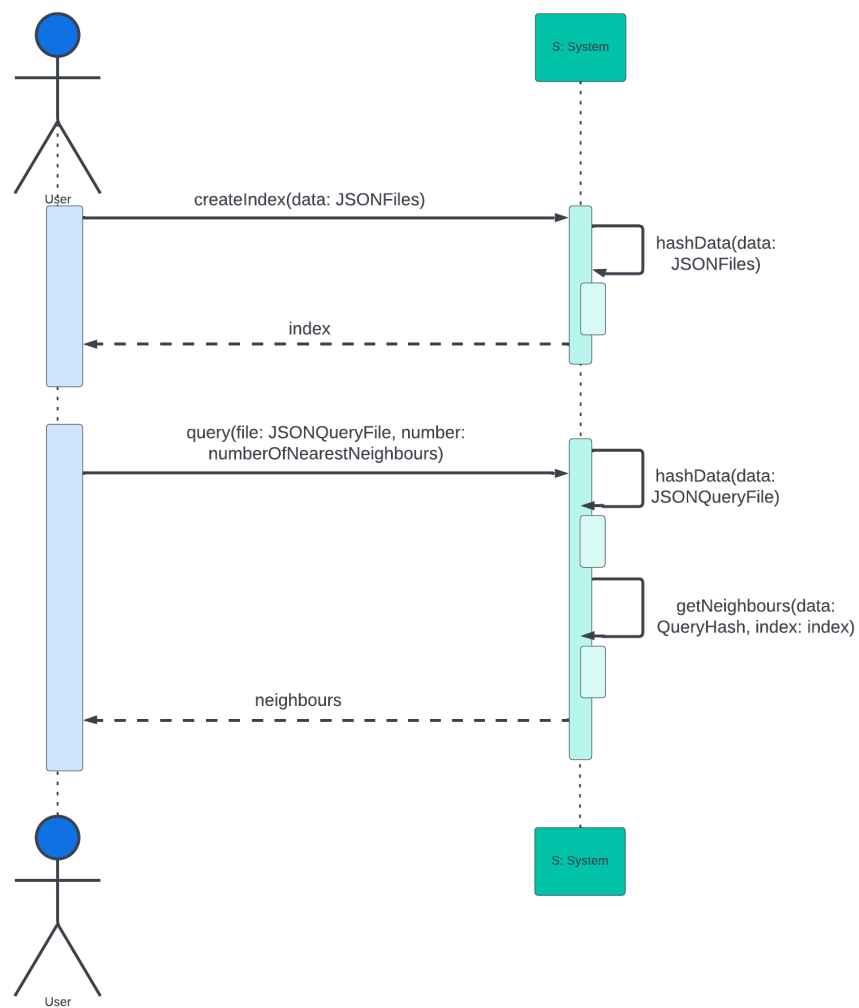 S: System
User
createIndex(data: JSONFiles)
hashData(data:
JSONFiles)
index
query(file: JSONQueryFile, number:
numberOfNearestNeighbours)
hashData(data:
JSONQueryFile)
getNeighbours(data:
QueryHash, index: index)
neighbours
S: System
User